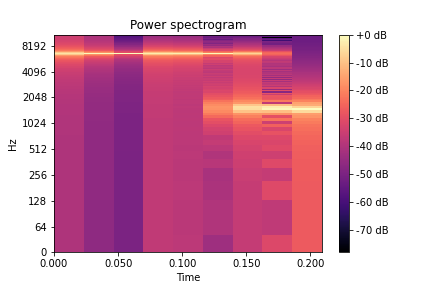 Power spectrogram
8192
4096
2048
1024
512
256
128
64
0
Hz
0.000 0.050 0.100 0.150 0.200
Time
+0 dB
-10 dB
-20 dB
-30 dB
-40 dB
-50 dB
-60 dB
-70 dB